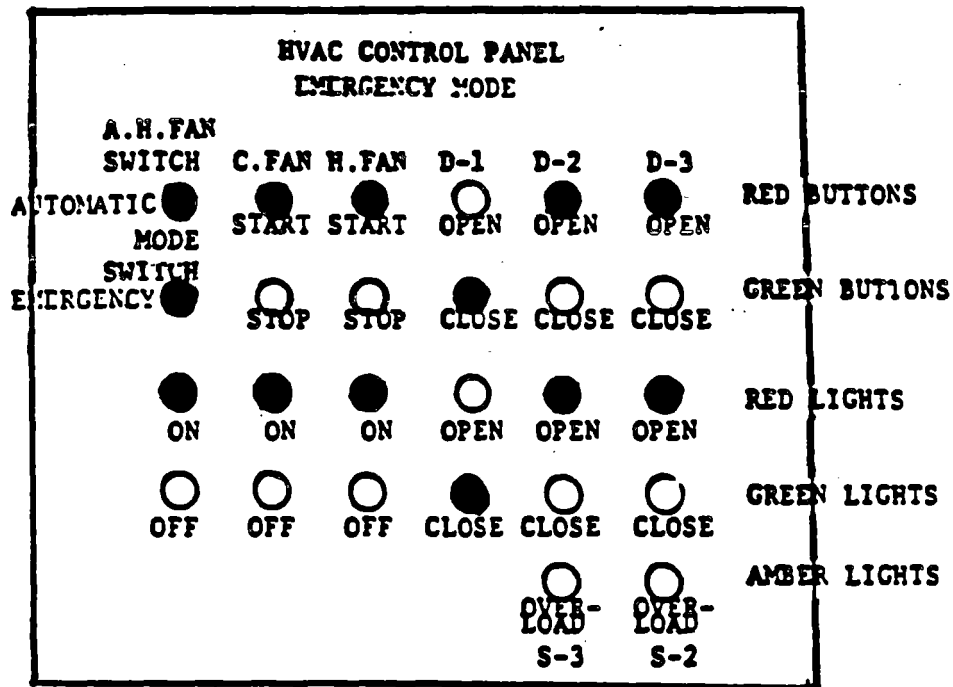 HVAC CONTROL PANEL
EMERGENCY MODE
A.H.FAN
SWITCH C.FAN H.FAN D-1 D-2 D-3
AUTOMATIC START START OPEN OPEN OPEN RED BUTTONS
MODE
SWITCH
EMERGENCY STOP STOP CLOSE CLOSE CLOSE GREEN BUTTONS
ON ON ON OPEN OPEN OPEN RED LIGHTS
OFF OFF OFF CLOSE CLOSE CLOSE GREEN LIGHTS
AMBER LIGHTS
OVER- OVER-
LOAD LOAD
S-3 S-2